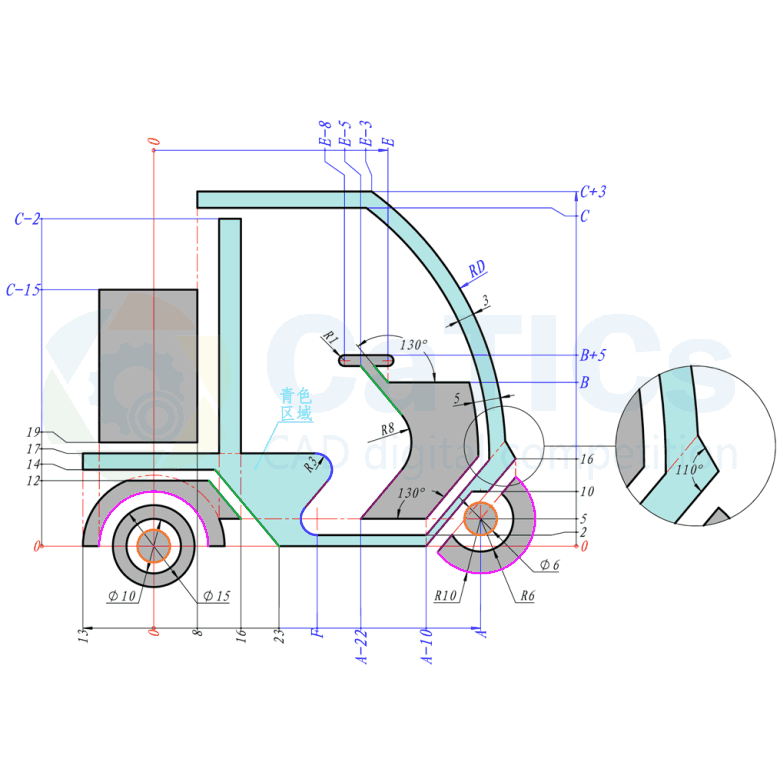 0
E-8
E-5
E-3
E
C+3
C
C-2
RD
C-15
3
R1
130°
B+5
B
CaTICs
5
青色
区域
R8
19
17
14
12
R3
CAD digital competition
16
110°
130°
10
5
2
0
0
Φ6
Φ10
Φ15
R10
R6
13
0
8
16
23
F
A-22
A-10
A